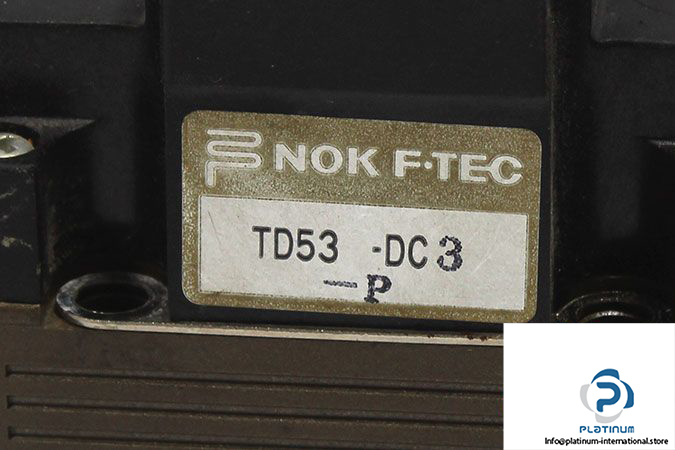 NOK F·TEC
TD53 -DC3
-P
PLATINUM
Info@platinum-international.store